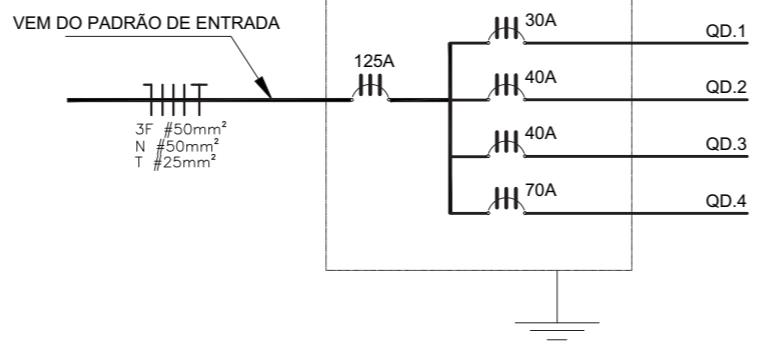 VEM DO PADRÃO DE ENTRADA
125A
3F #50mm²
N #50mm²
T #25mm²
30A
QD.1
40A
QD.2
40A
QD.3
70A
QD.4